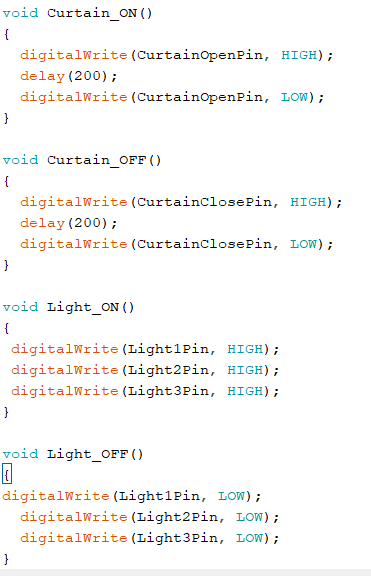 void Curtain_ON()
{
  digitalWrite(CurtainOpenPin, HIGH);
  delay(200);
  digitalWrite(CurtainOpenPin, LOW);
}

void Curtain_OFF()
{
  digitalWrite(CurtainClosePin, HIGH);
  delay(200);
  digitalWrite(CurtainClosePin, LOW);
}

void Light_ON()
{
 digitalWrite(Light1Pin, HIGH);
 digitalWrite(Light2Pin, HIGH);
 digitalWrite(Light3Pin, HIGH);
}

void Light_OFF()
{
digitalWrite(Light1Pin, LOW);
  digitalWrite(Light2Pin, LOW);
  digitalWrite(Light3Pin, LOW);
}